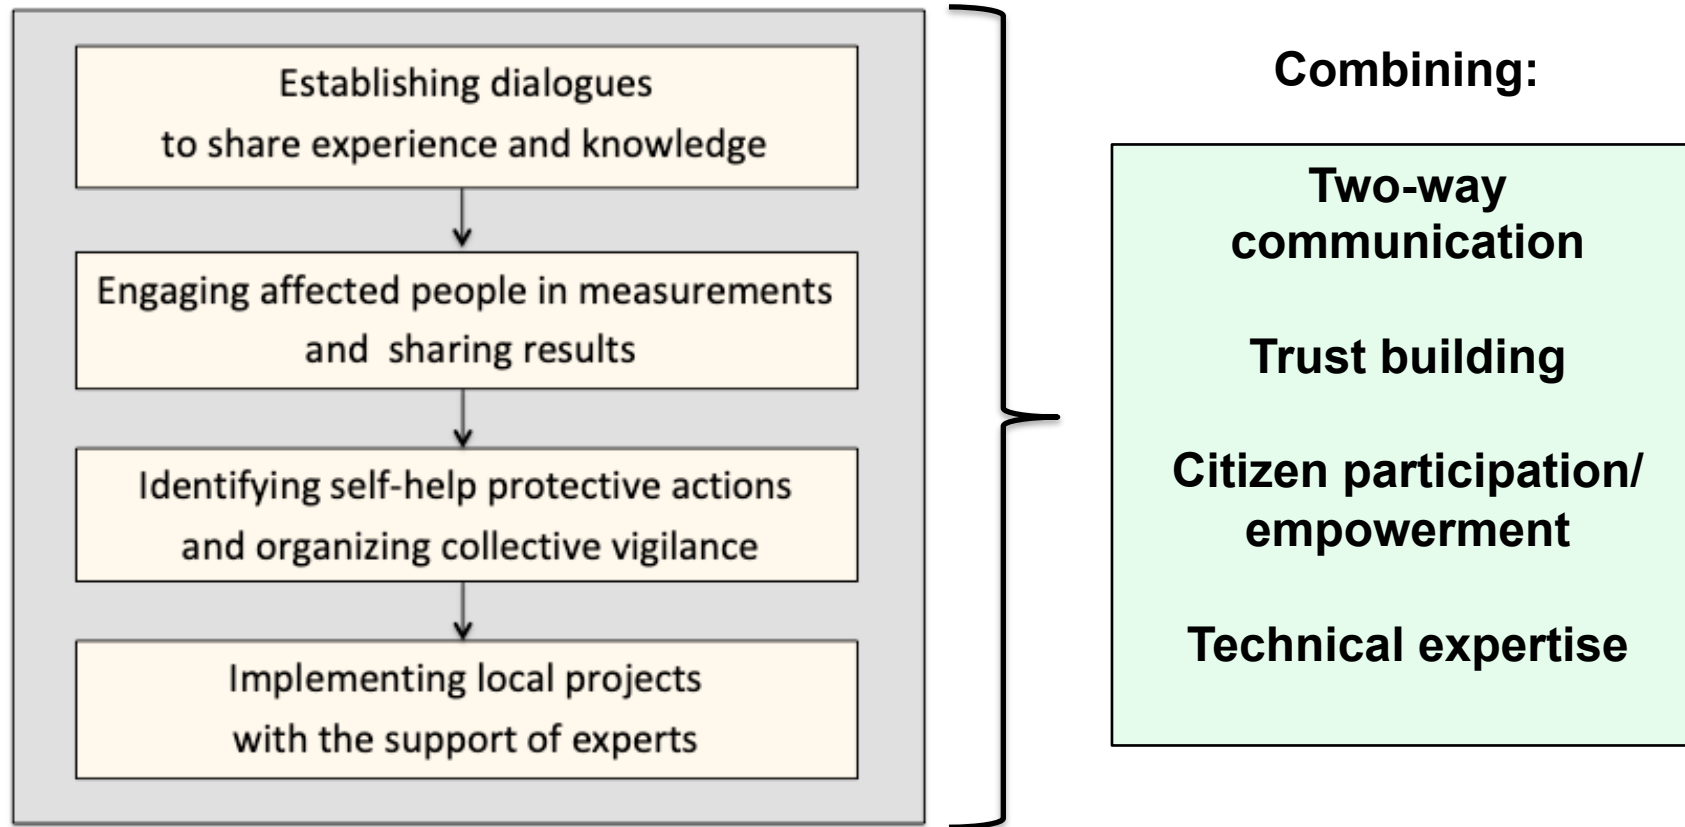 Establishing dialogues
to share experience and knowledge
Engaging affected people in measurements
and sharing results
Identifying self-help protective actions
and organizing collective vigilance
Implementing local projects
with the support of experts
Combining:
Two-way
communication
Trust building
Citizen participation/
empowerment
Technical expertise